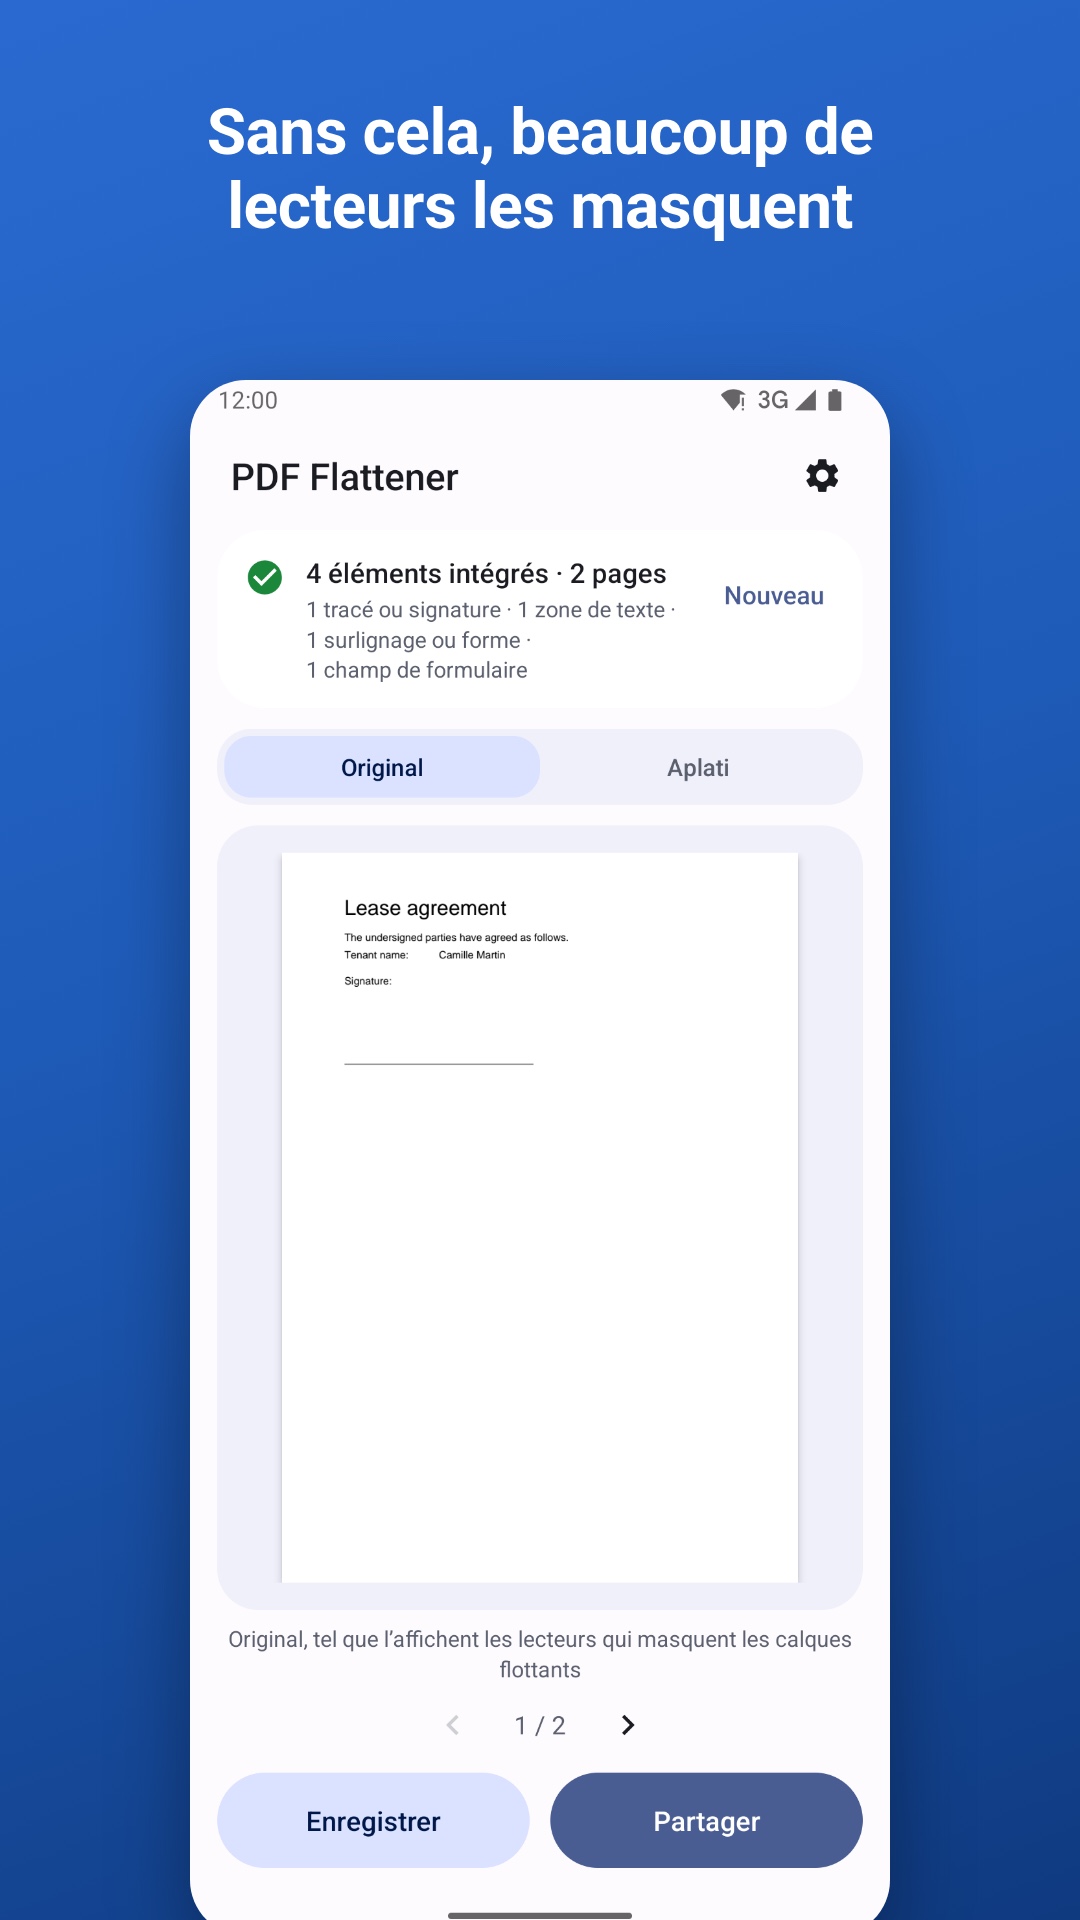 Sans cela, beaucoup de
lecteurs les masquent
12:00
3G
PDF Flattener
4 éléments intégrés · 2 pages
1 tracé ou signature · 1 zone de texte ·
1 surlignage ou forme ·
1 champ de formulaire
Nouveau
Original
Aplati
Lease agreement
The undersigned parties have agreed as follows.
Tenant name: Camille Martin
Signature:
Original, tel que l’affichent les lecteurs qui masquent les calques
flottants
1 / 2
Enregistrer
Partager